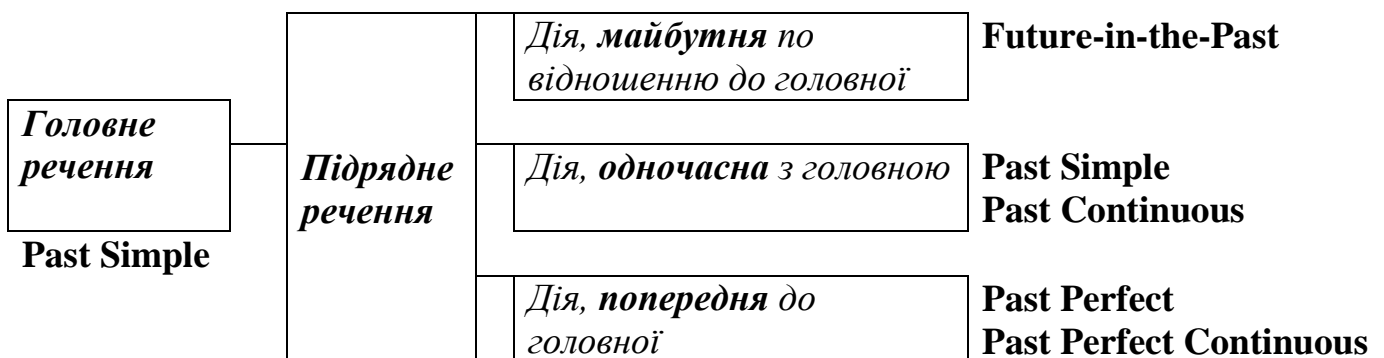 Головне
речення
Past Simple
Підрядне
речення
Дія, майбутня по
відношенню до головної
Future-in-the-Past
Дія, одночасна з головною
Past Simple
Past Continuous
Дія, попередня до
головної
Past Perfect
Past Perfect Continuous